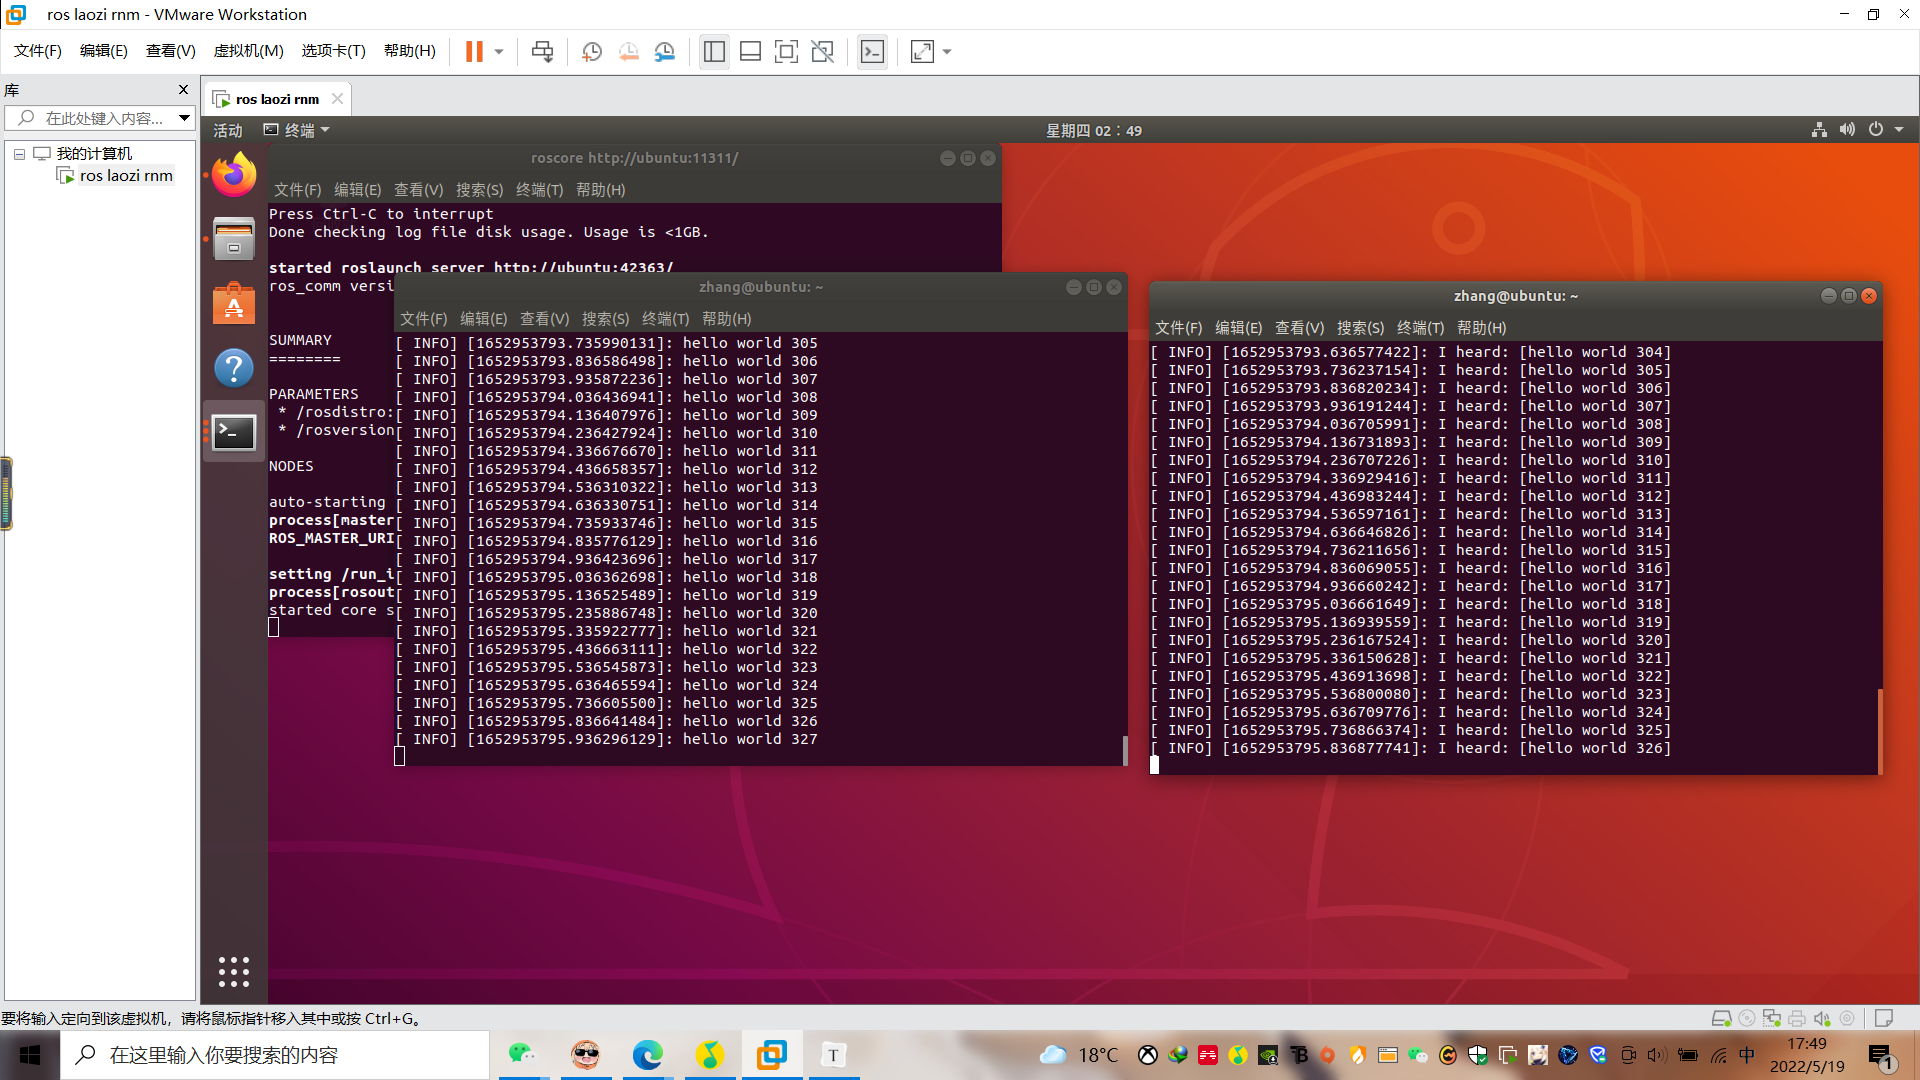 ros laozi rnm - VMware Workstation
文件(F) 编辑(E) 查看(V) 虚拟机(M) 选项卡(T) 帮助(H)
库
在此处键入内容...
我的计算机
ros laozi rnm
ros laozi rnm
活动 终端 星期四 02：49
roscore http://ubuntu:11311/
文件(F) 编辑(E) 查看(V) 搜索(S) 终端(T) 帮助(H)
Press Ctrl-C to interrupt
Done checking log file disk usage. Usage is <1GB.
started roslaunch server http://ubuntu:42363/
ros_comm versi
SUMMARY
========
PARAMETERS
* /rosdistro:
* /rosversion
NODES
auto-starting
process[master
ROS_MASTER_URI
setting /run_i
process[rosout
started core s
zhang@ubuntu: ~
文件(F) 编辑(E) 查看(V) 搜索(S) 终端(T) 帮助(H)
[ INFO] [1652953793.735990131]: hello world 305
[ INFO] [1652953793.836586498]: hello world 306
[ INFO] [1652953793.935872236]: hello world 307
[ INFO] [1652953794.036436941]: hello world 308
[ INFO] [1652953794.136407976]: hello world 309
[ INFO] [1652953794.236427924]: hello world 310
[ INFO] [1652953794.336676670]: hello world 311
[ INFO] [1652953794.436658357]: hello world 312
[ INFO] [1652953794.536310322]: hello world 313
[ INFO] [1652953794.636330751]: hello world 314
[ INFO] [1652953794.735933746]: hello world 315
[ INFO] [1652953794.835776129]: hello world 316
[ INFO] [1652953794.936423696]: hello world 317
[ INFO] [1652953795.036362698]: hello world 318
[ INFO] [1652953795.136525489]: hello world 319
[ INFO] [1652953795.235886748]: hello world 320
[ INFO] [1652953795.335922777]: hello world 321
[ INFO] [1652953795.436663111]: hello world 322
[ INFO] [1652953795.536545873]: hello world 323
[ INFO] [1652953795.636465594]: hello world 324
[ INFO] [1652953795.736605500]: hello world 325
[ INFO] [1652953795.836641484]: hello world 326
[ INFO] [1652953795.936296129]: hello world 327
zhang@ubuntu: ~
文件(F) 编辑(E) 查看(V) 搜索(S) 终端(T) 帮助(H)
[ INFO] [1652953793.636577422]: I heard: [hello world 304]
[ INFO] [1652953793.736237154]: I heard: [hello world 305]
[ INFO] [1652953793.836820234]: I heard: [hello world 306]
[ INFO] [1652953793.936191244]: I heard: [hello world 307]
[ INFO] [1652953794.036705991]: I heard: [hello world 308]
[ INFO] [1652953794.136731893]: I heard: [hello world 309]
[ INFO] [1652953794.236707226]: I heard: [hello world 310]
[ INFO] [1652953794.336929416]: I heard: [hello world 311]
[ INFO] [1652953794.436983244]: I heard: [hello world 312]
[ INFO] [1652953794.536597161]: I heard: [hello world 313]
[ INFO] [1652953794.636646826]: I heard: [hello world 314]
[ INFO] [1652953794.736211656]: I heard: [hello world 315]
[ INFO] [1652953794.836069055]: I heard: [hello world 316]
[ INFO] [1652953794.936660242]: I heard: [hello world 317]
[ INFO] [1652953795.036661649]: I heard: [hello world 318]
[ INFO] [1652953795.136939559]: I heard: [hello world 319]
[ INFO] [1652953795.236167524]: I heard: [hello world 320]
[ INFO] [1652953795.336150628]: I heard: [hello world 321]
[ INFO] [1652953795.436913698]: I heard: [hello world 322]
[ INFO] [1652953795.536800080]: I heard: [hello world 323]
[ INFO] [1652953795.636709776]: I heard: [hello world 324]
[ INFO] [1652953795.736866374]: I heard: [hello world 325]
[ INFO] [1652953795.836877741]: I heard: [hello world 326]
要将输入定向到该虚拟机，请将鼠标指针移入其中或按 Ctrl+G。
在这里输入你要搜索的内容
T
18°C
中
17:49
2022/5/19
1